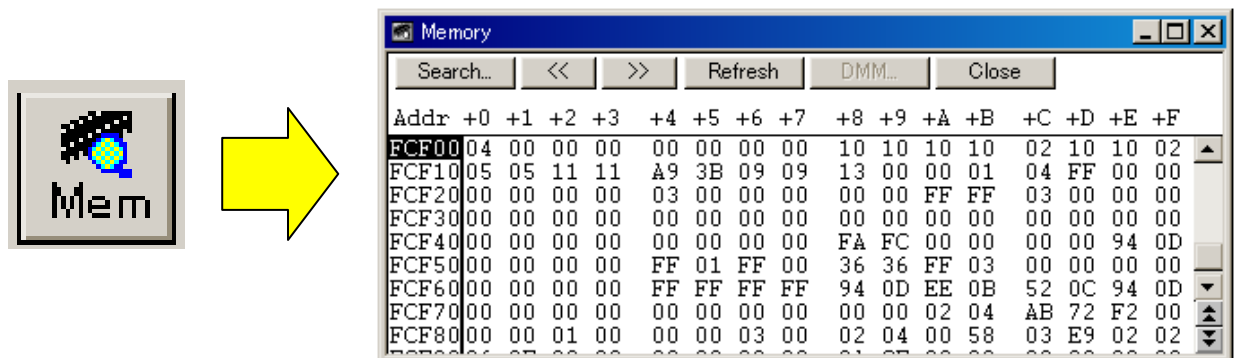 Mem
Memory
Search... << >> Refresh DMM... Close
Addr +0 +1 +2 +3 +4 +5 +6 +7 +8 +9 +A +B +C +D +E +F
FCF00 04 00 00 00 00 00 00 00 10 10 10 10 02 10 10 02
FCF10 05 05 11 11 A9 3B 09 09 13 00 00 01 04 FF 00 00
FCF20 00 00 00 00 03 00 00 00 00 00 FF FF 03 00 00 00
FCF30 00 00 00 00 00 00 00 00 00 00 00 00 00 00 00 00
FCF40 00 00 00 00 00 00 00 00 FA FC 00 00 00 00 94 0D
FCF50 00 00 00 00 FF 01 FF 00 36 36 FF 03 00 00 00 00
FCF60 00 00 00 00 FF FF FF FF 94 0D EE 0B 52 0C 94 0D
FCF70 00 00 00 00 00 00 00 00 00 00 02 04 AB 72 F2 00
FCF80 00 00 01 00 00 00 03 00 02 04 00 58 03 E9 02 02